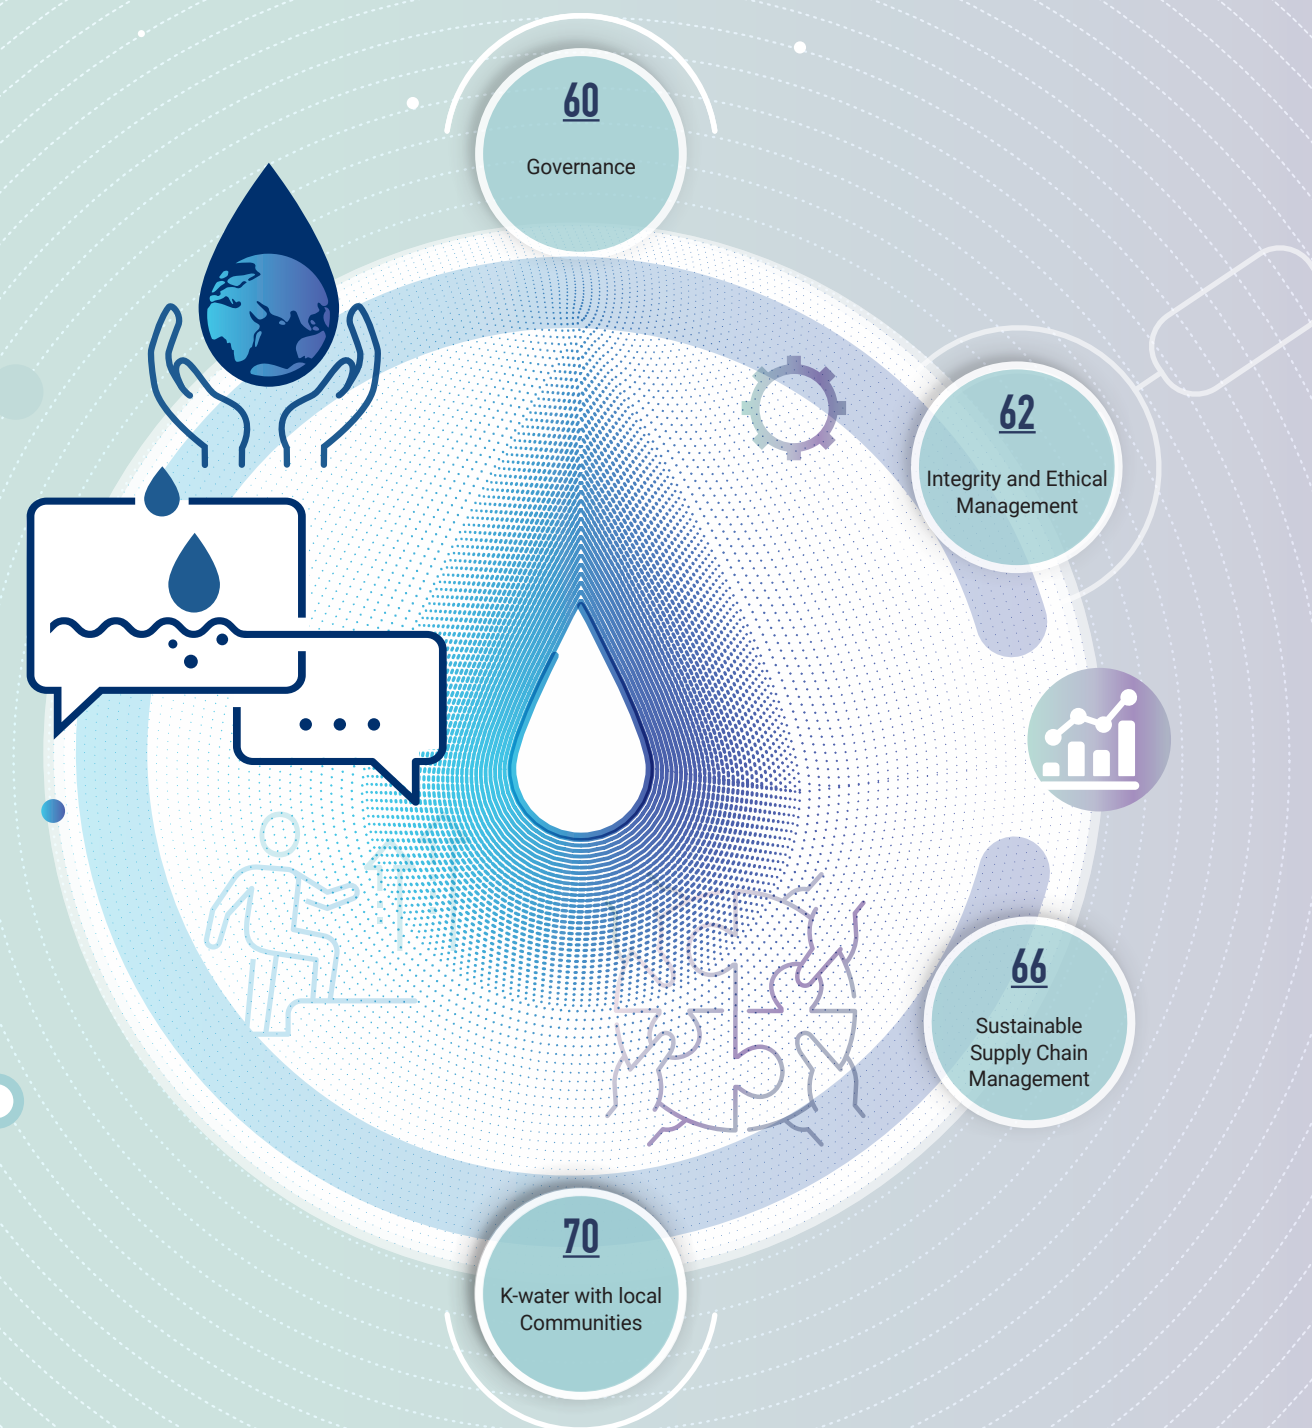 60
Governance
62
Integrity and Ethical
Management
66
Sustainable
Supply Chain
Management
70
K-water with local
Communities